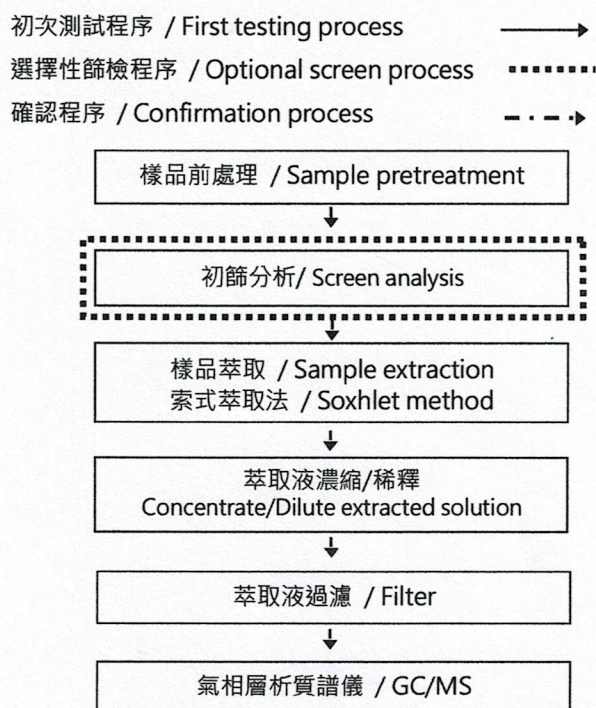 初次測試程序 / First testing process
選擇性篩檢程序 / Optional screen process
確認程序 / Confirmation process
樣品前處理 / Sample pretreatment
初篩分析/ Screen analysis
樣品萃取 / Sample extraction
索式萃取法 / Soxhlet method
萃取液濃縮/稀釋
Concentrate/Dilute extracted solution
萃取液過濾 / Filter
氣相層析質譜儀 / GC/MS